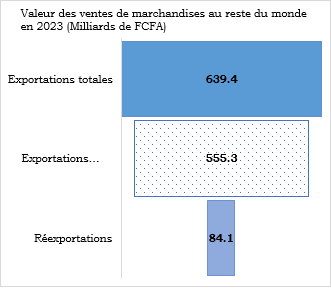 Valeur des ventes de marchandises au reste du monde
en 2023 (Milliards de FCFA)
Exportations totales
639.4
Exportations...
555.3
Réexportations
84.1